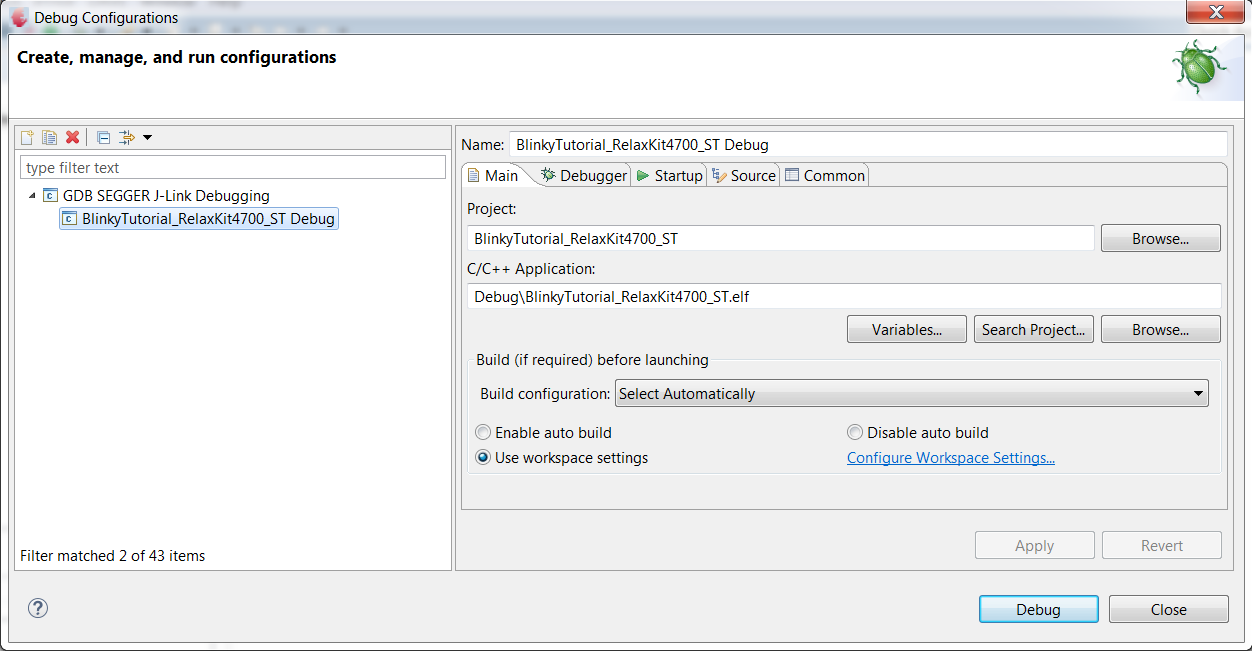 Debug Configurations
Create, manage, and run configurations
type filter text
GDB SEGGER J-Link Debugging
BlinkyTutorial_RelaxKit4700_ST Debug
Filter matched 2 of 43 items
Name: BlinkyTutorial_RelaxKit4700_ST Debug
Main Debugger Startup Source Common
Project:
BlinkyTutorial_RelaxKit4700_ST Browse...
C/C++ Application:
Debug\BlinkyTutorial_RelaxKit4700_ST.elf
Variables... Search Project... Browse...
Build (if required) before launching
Build configuration: Select Automatically
Enable auto build Disable auto build
Use workspace settings Configure Workspace Settings...
Apply Revert
Debug Close